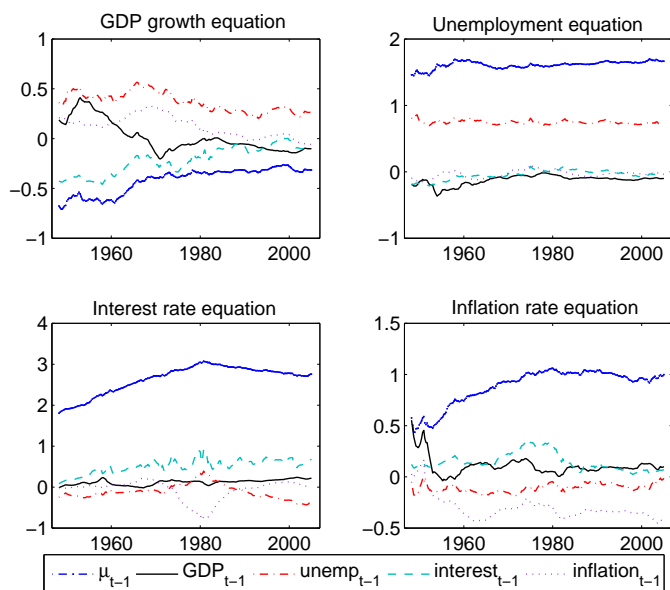 GDP growth equation
1
0.5
0
−0.5
−1
1960 1980 2000
Unemployment equation
2
1
0
−1
1960 1980 2000
Interest rate equation
4
3
2
1
0
−1
1960 1980 2000
Inflation rate equation
1.5
1
0.5
0
−0.5
1960 1980 2000
μt−1 GDPt−1 unempt−1 interestt−1 inflationt−1